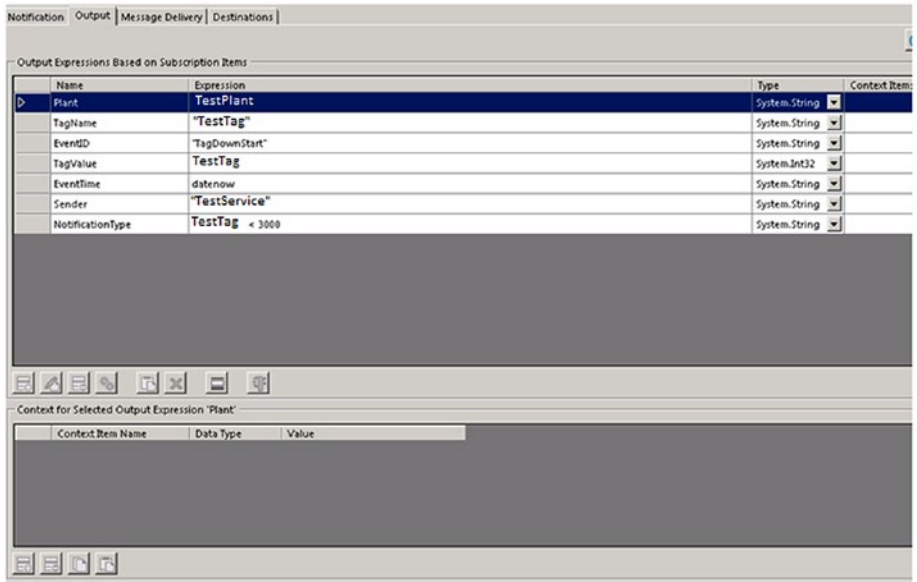 Notification Output Message Delivery Destinations
Output Expressions Based on Subscription Items
Name Expression Type Context Items
Plant TestPlant System.String
TagName "TestTag" System.String
EventID "TagDownStart" System.String
TagValue TestTag System.Int32
EventTime datenow System.String
Sender "TestService" System.String
NotificationType TestTag < 3000 System.String
Context for Selected Output Expression 'Plant'
Context Item Name Data Type Value